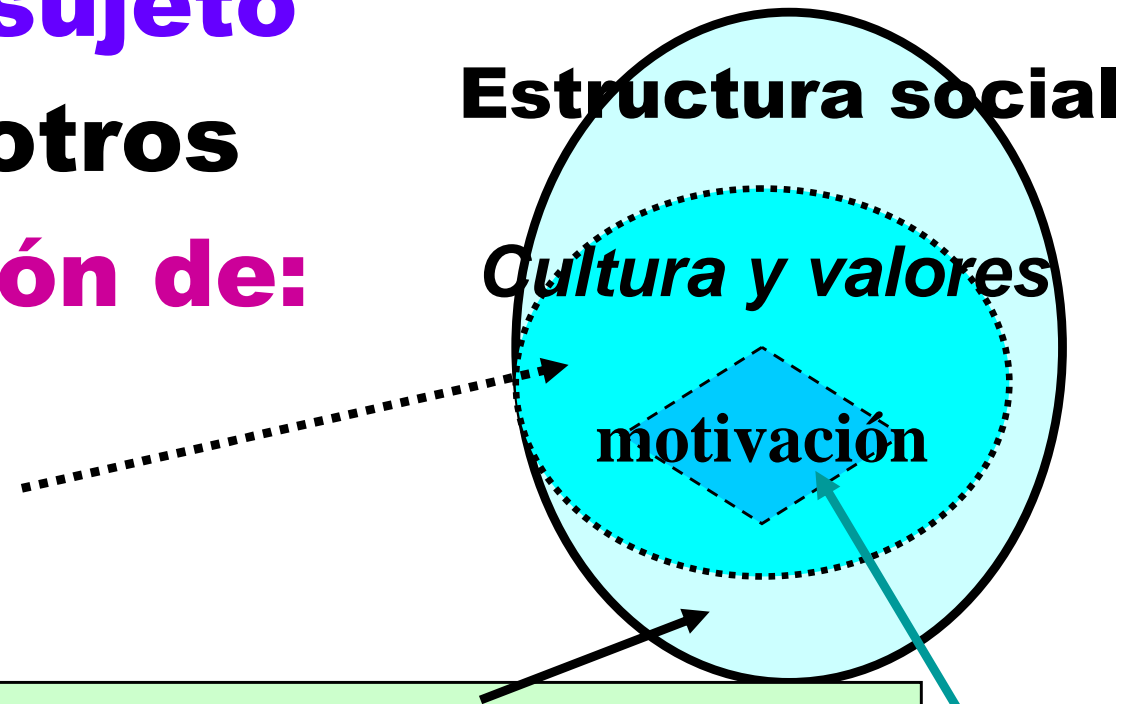 sujeto
otros
ón de:
Estructura social
Cultura y valores
motivación